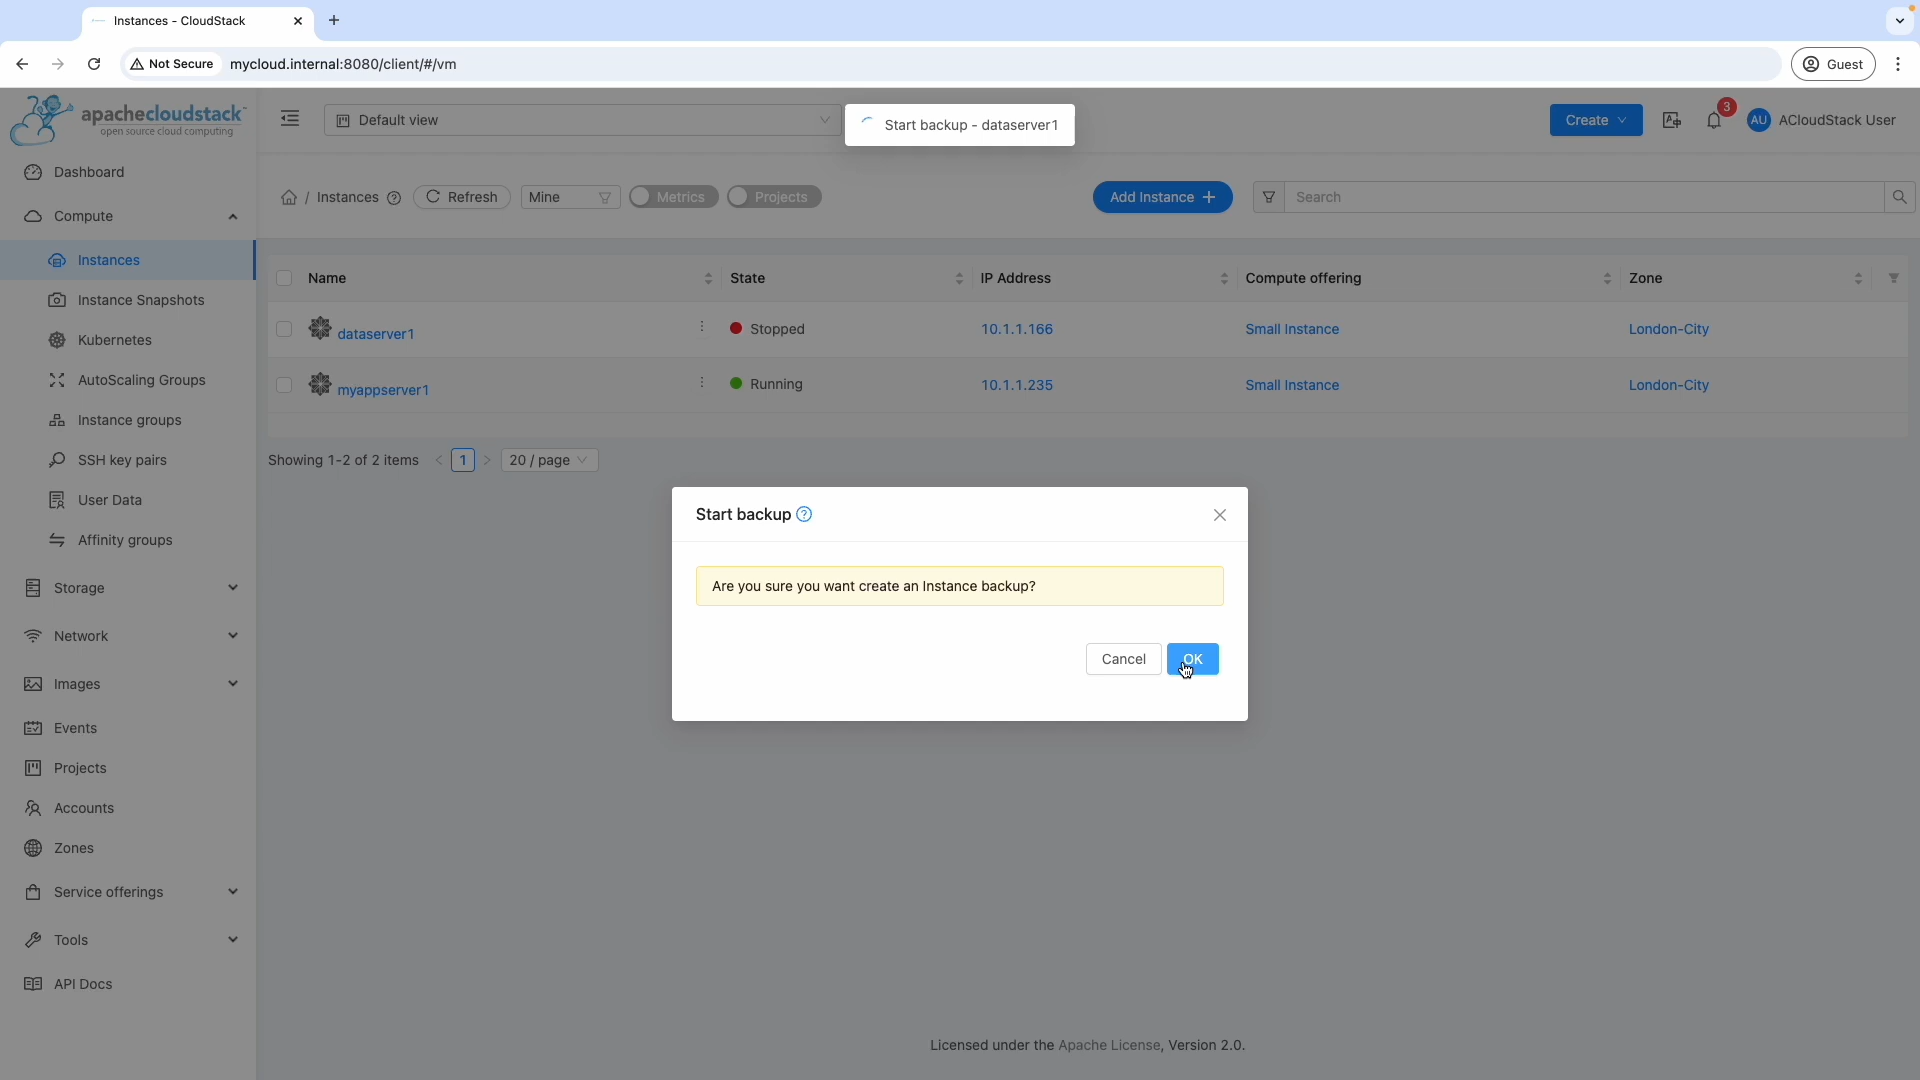 Instances - CloudStack
Not Secure
mycloud.internal:8080/client/#/vm
Guest
apachecloudstack™
open source cloud computing
Default view
Start backup - dataserver1
Create
3
AU
ACloudStack User
Dashboard
Compute
Instances
Instance Snapshots
Kubernetes
AutoScaling Groups
Instance groups
SSH key pairs
User Data
Affinity groups
Storage
Network
Images
Events
Projects
Accounts
Zones
Service offerings
Tools
API Docs
/ Instances
Refresh
Mine
Metrics
Projects
Add Instance +
Search
Name State IP Address Compute offering Zone
dataserver1 Stopped 10.1.1.166 Small Instance London-City
myappserver1 Running 10.1.1.235 Small Instance London-City
Showing 1-2 of 2 items < 1 > 20 / page
Start backup
Are you sure you want create an Instance backup?
Cancel OK
Licensed under the Apache License, Version 2.0.